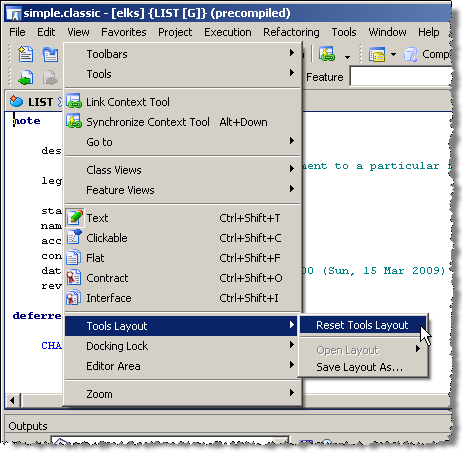 simple.classic - [elks] {LIST [G]} (precompiled)
File Edit View Favorites Project Execution Refactoring Tools Window
Toolbars
Tools
Compi
Feature
LIST
Link Context Tool
Synchronize Context Tool Alt+Down
Go to
Class Views
Feature Views
Text Ctrl+Shift+T
Clickable Ctrl+Shift+C
Flat Ctrl+Shift+F
Contract Ctrl+Shift+O
Interface Ctrl+Shift+I
Tools Layout
Docking Lock
Editor Area
Zoom
Reset Tools Layout
Open Layout
Save Layout As...
note
des
ment to a particular
leg
sta
nam
acc
con
dat
00 (Sun, 15 Mar 2009)
rev
deferre
CHA
Outputs